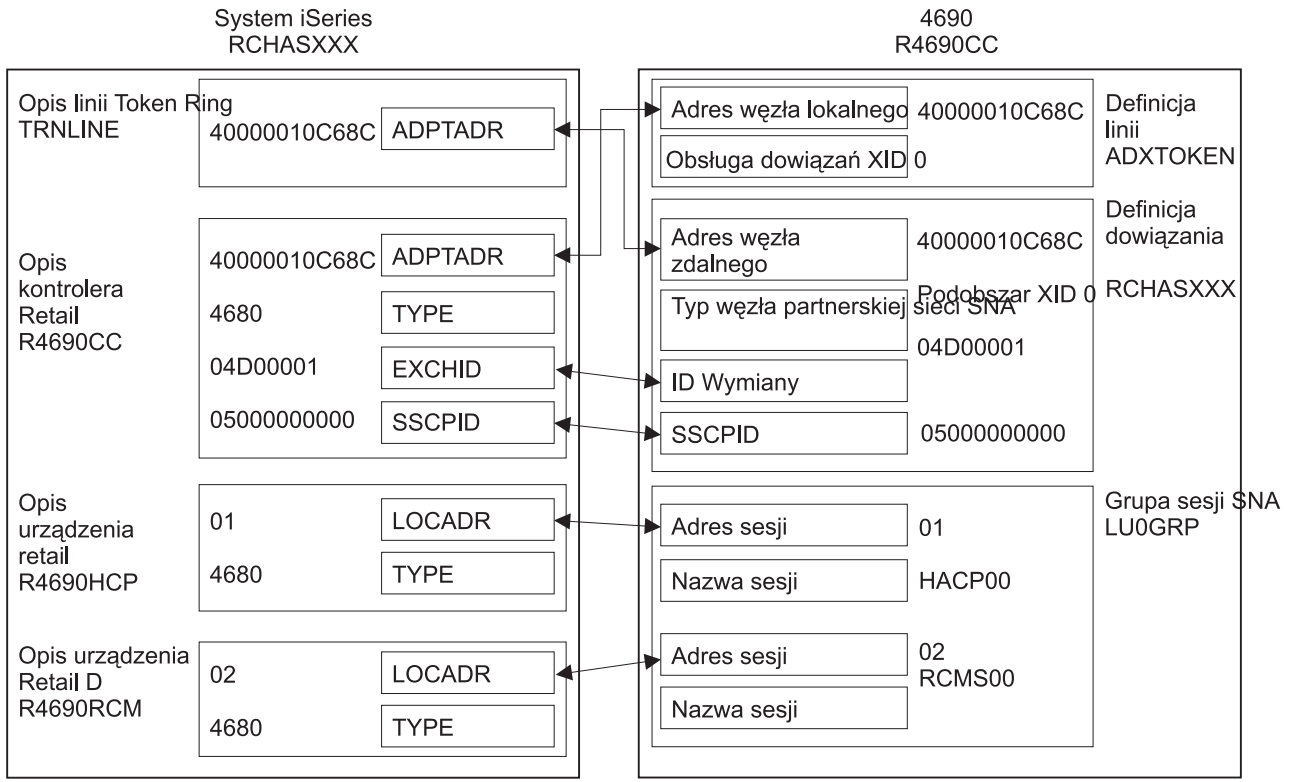 System iSeries
RCHASXXX
4690
R4690CC
Opis linii Token Ring
TRNLINE
40000010C68C
ADPTADR
Opis
kontrolera
Retail
R4690CC
40000010C68C
ADPTADR
4680
TYPE
04D00001
EXCHID
05000000000
SSCPID
Opis
urządzenia
retail
R4690HCP
01
LOCADR
4680
TYPE
Opis urządzenia
Retail D
R4690RCM
02
LOCADR
4680
TYPE
Adres węzła lokalnego
40000010C68C
Obsługa dowiązań XID 0
Definicja
linii
ADXTOKEN
Adres węzła
zdalnego
40000010C68C
Podobszar XID 0
Typ węzła partnerskiej sieci SNA
04D00001
ID Wymiany
SSCPID
05000000000
Definicja
dowiązania
RCHASXXX
Adres sesji
01
Nazwa sesji
HACP00
Adres sesji
02
RCMS00
Nazwa sesji
Grupa sesji SNA
LU0GRP